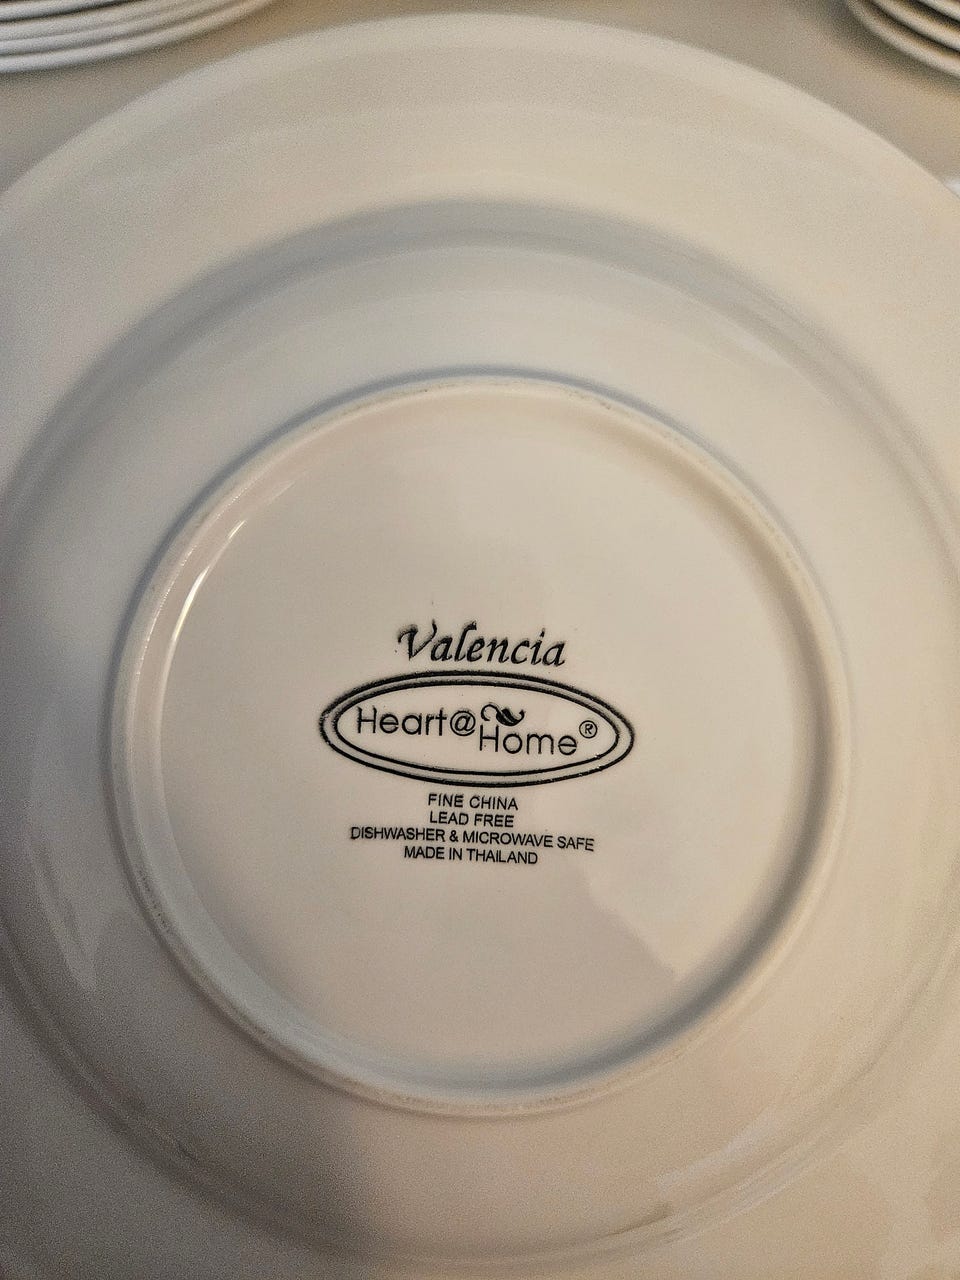 Valencia
Heart@Home®
FINE CHINA
LEAD FREE
DISHWASHER & MICROWAVE SAFE
MADE IN THAILAND